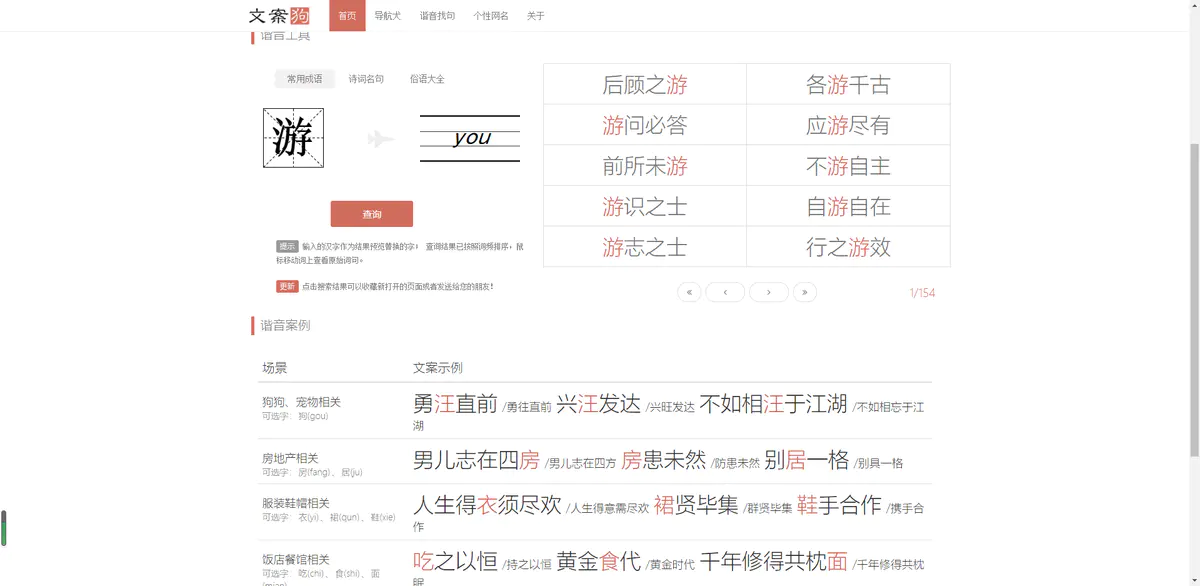 文案狗 首页 导航犬 谐音找句 个性网名 关于
谐音工具
常用成语 诗词名句 俗语大全
游 you
查询
提示 输入的汉字作为结果预览替换的字! 查询结果已按照词频排序,鼠
标移动词上查看原始词句。
更新 点击搜索结果可以收藏新打开的页面或者发送给您的朋友!
后顾之游 各游千古
游问必答 应游尽有
前所未游 不游自主
游识之士 自游自在
游志之士 行之游效
« ‹ › » 1/154
谐音案例
场景 文案示例
狗狗、宠物相关
可选字: 狗(gou)
勇汪直前 /勇往直前 兴汪发达 /兴旺发达 不如相汪于江湖 /不如相忘于江
湖
房地产相关
可选字: 房(fang) 、居(ju)
男儿志在四房 /男儿志在四方 房患未然 /防患未然 别居一格 /别具一格
服装鞋帽相关
可选字: 衣(yi)、裙(qun) 、鞋(xie)
人生得衣须尽欢 /人生得意需尽欢 裙贤毕集 /群贤毕集 鞋手合作 /携手合
作
饭店餐馆相关
可选字: 吃(chi) 、食(shi) 、面
(mian)
吃之以恒 /持之以恒 黄金食代 /黄金时代 千年修得共枕面 /千年修得共枕
眠